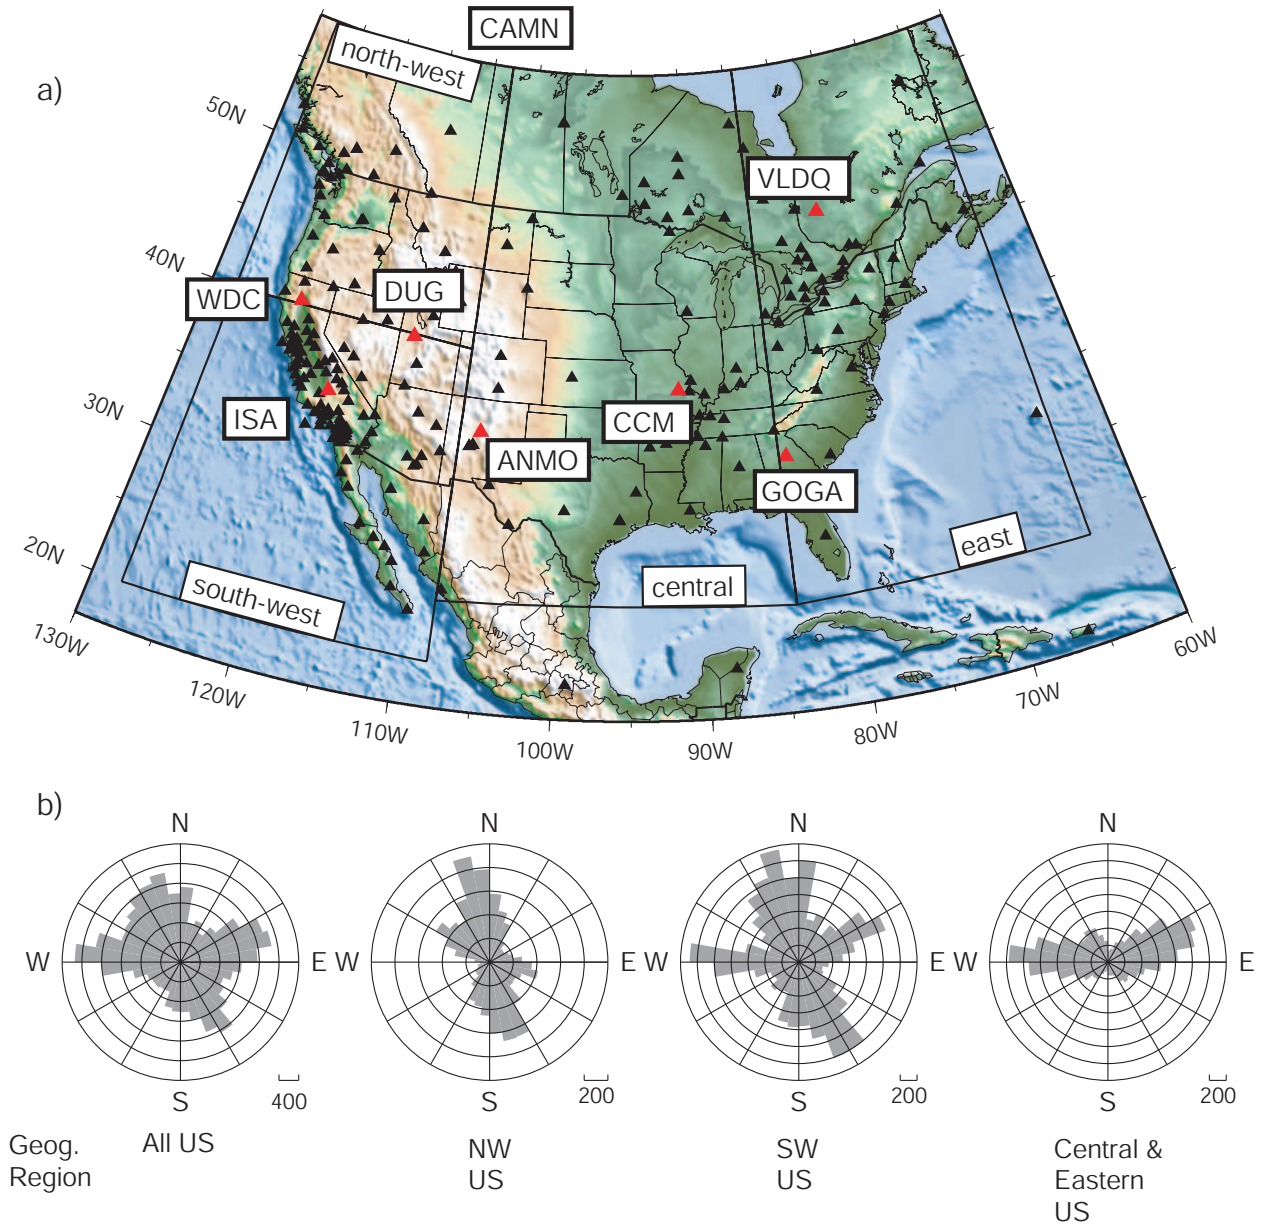 a)
CAMN
north-west
50N
VLDQ
40N
WDC
DUG
30N
ISA
CCM
ANMO
GOGA
20N
east
central
south-west
130W
120W
110W
100W
90W
80W
70W
60W
b)
N N N N
W E W E W E W E
S 400 S 200 S 200 S 200
Geog.
Region
All US
NW
US
SW
US
Central &
Eastern
US